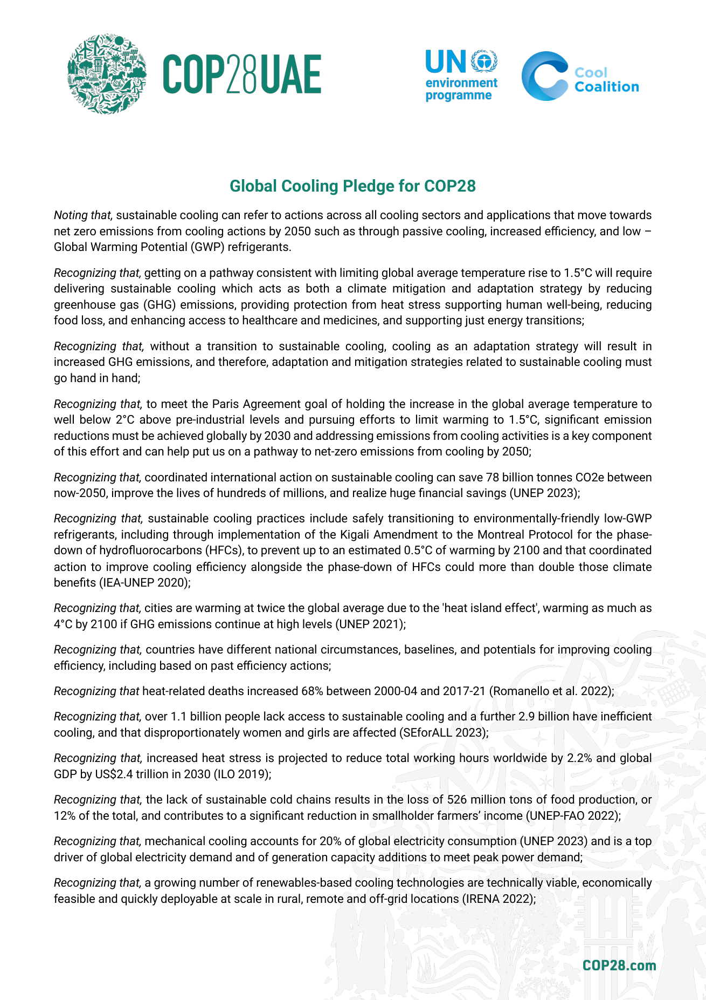 COP28UAE
UN
environment
programme
Cool
Coalition
Global Cooling Pledge for COP28
Noting that, sustainable cooling can refer to actions across all cooling sectors and applications that move towards
net zero emissions from cooling actions by 2050 such as through passive cooling, increased efficiency, and low –
Global Warming Potential (GWP) refrigerants.
Recognizing that, getting on a pathway consistent with limiting global average temperature rise to 1.5°C will require
delivering sustainable cooling which acts as both a climate mitigation and adaptation strategy by reducing
greenhouse gas (GHG) emissions, providing protection from heat stress supporting human well-being, reducing
food loss, and enhancing access to healthcare and medicines, and supporting just energy transitions;
Recognizing that, without a transition to sustainable cooling, cooling as an adaptation strategy will result in
increased GHG emissions, and therefore, adaptation and mitigation strategies related to sustainable cooling must
go hand in hand;
Recognizing that, to meet the Paris Agreement goal of holding the increase in the global average temperature to
well below 2°C above pre-industrial levels and pursuing efforts to limit warming to 1.5°C, significant emission
reductions must be achieved globally by 2030 and addressing emissions from cooling activities is a key component
of this effort and can help put us on a pathway to net-zero emissions from cooling by 2050;
Recognizing that, coordinated international action on sustainable cooling can save 78 billion tonnes CO2e between
now-2050, improve the lives of hundreds of millions, and realize huge financial savings (UNEP 2023);
Recognizing that, sustainable cooling practices include safely transitioning to environmentally-friendly low-GWP
refrigerants, including through implementation of the Kigali Amendment to the Montreal Protocol for the phase-
down of hydrofluorocarbons (HFCs), to prevent up to an estimated 0.5°C of warming by 2100 and that coordinated
action to improve cooling efficiency alongside the phase-down of HFCs could more than double those climate
benefits (IEA-UNEP 2020);
Recognizing that, cities are warming at twice the global average due to the 'heat island effect', warming as much as
4°C by 2100 if GHG emissions continue at high levels (UNEP 2021);
Recognizing that, countries have different national circumstances, baselines, and potentials for improving cooling
efficiency, including based on past efficiency actions;
Recognizing that heat-related deaths increased 68% between 2000-04 and 2017-21 (Romanello et al. 2022);
Recognizing that, over 1.1 billion people lack access to sustainable cooling and a further 2.9 billion have inefficient
cooling, and that disproportionately women and girls are affected (SEforALL 2023);
Recognizing that, increased heat stress is projected to reduce total working hours worldwide by 2.2% and global
GDP by US$2.4 trillion in 2030 (ILO 2019);
Recognizing that, the lack of sustainable cold chains results in the loss of 526 million tons of food production, or
12% of the total, and contributes to a significant reduction in smallholder farmers’ income (UNEP-FAO 2022);
Recognizing that, mechanical cooling accounts for 20% of global electricity consumption (UNEP 2023) and is a top
driver of global electricity demand and of generation capacity additions to meet peak power demand;
Recognizing that, a growing number of renewables-based cooling technologies are technically viable, economically
feasible and quickly deployable at scale in rural, remote and off-grid locations (IRENA 2022);
COP28.com